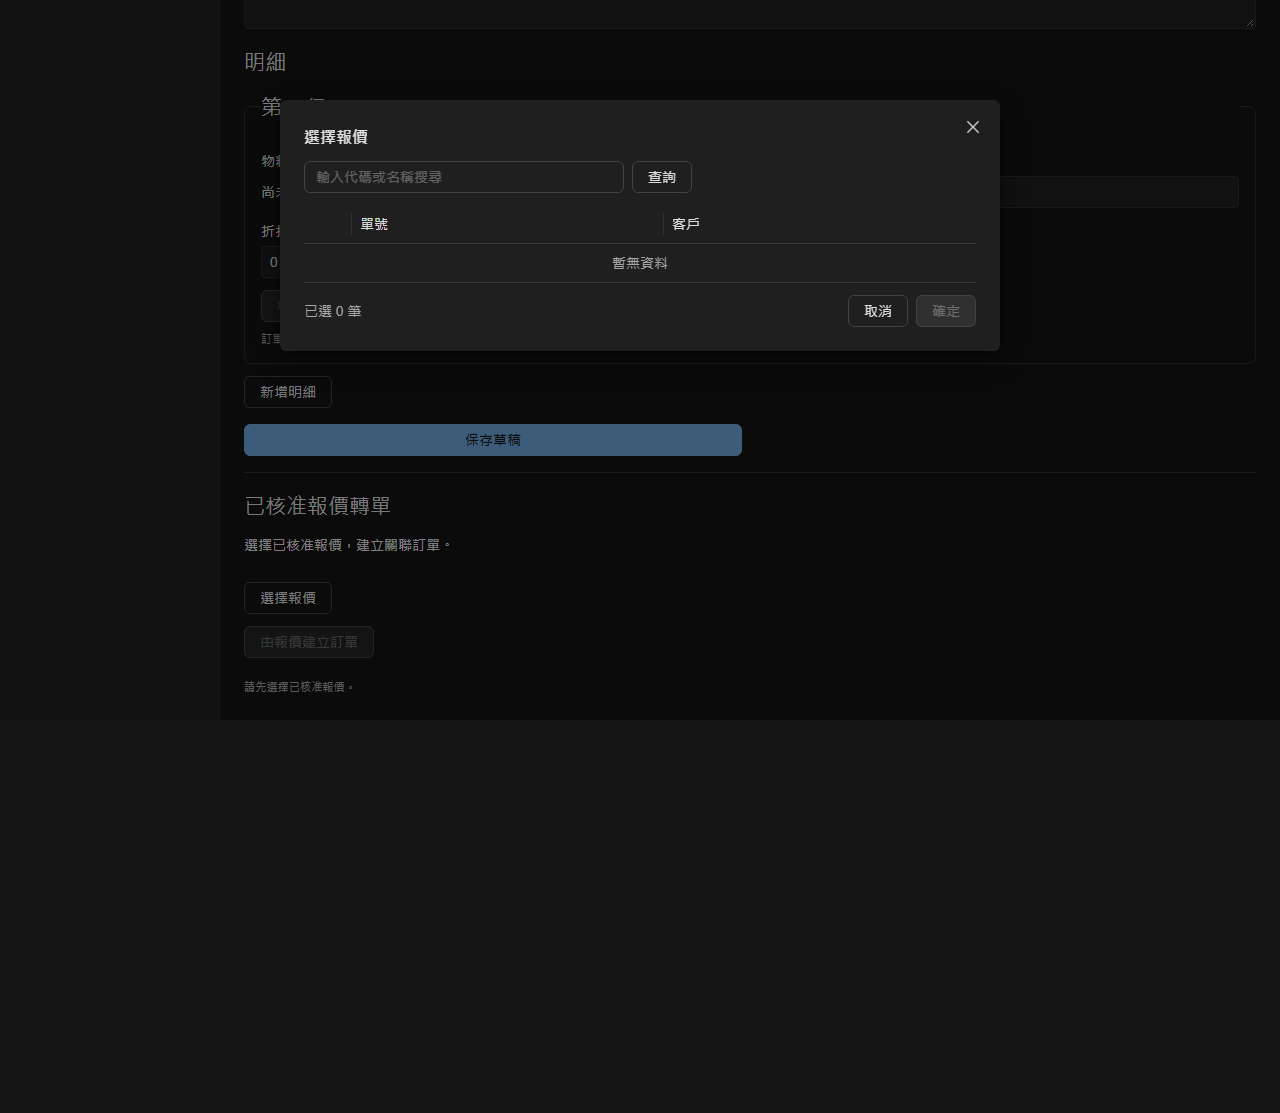 明細
第
選擇報價
輸入代碼或名稱搜尋
查詢
物
尚
單號
客戶
折
0
暫無資料
已選 0 筆
取消
確定
訂單
新增明細
保存草稿
已核准報價轉單
選擇已核准報價，建立關聯訂單。
選擇報價
由報價建立訂單
請先選擇已核准報價。